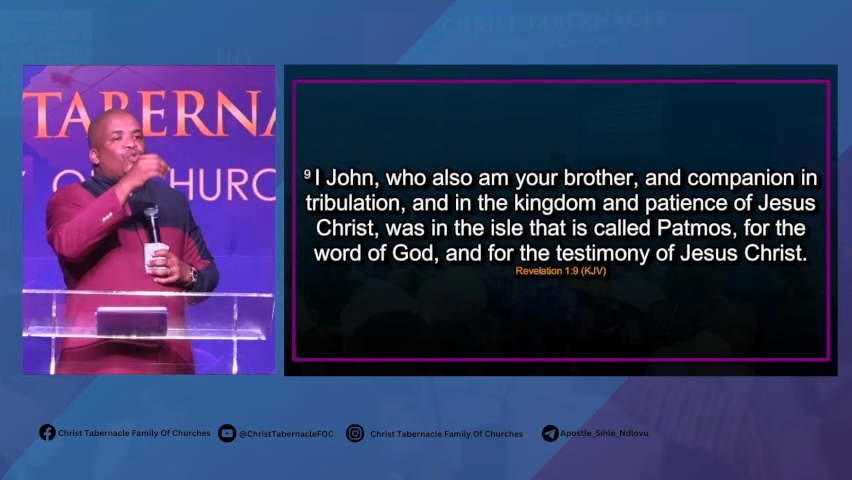 TABERNA
Y OF CHURC
⁹ I John, who also am your brother, and companion in
tribulation, and in the kingdom and patience of Jesus
Christ, was in the isle that is called Patmos, for the
word of God, and for the testimony of Jesus Christ.
Revelation 1:9 (KJV)
Christ Tabernacle Family Of Churches
@ChristTabernacleFOC
Christ Tabernacle Family Of Churches
Apostle_Sihle_Ndlovu